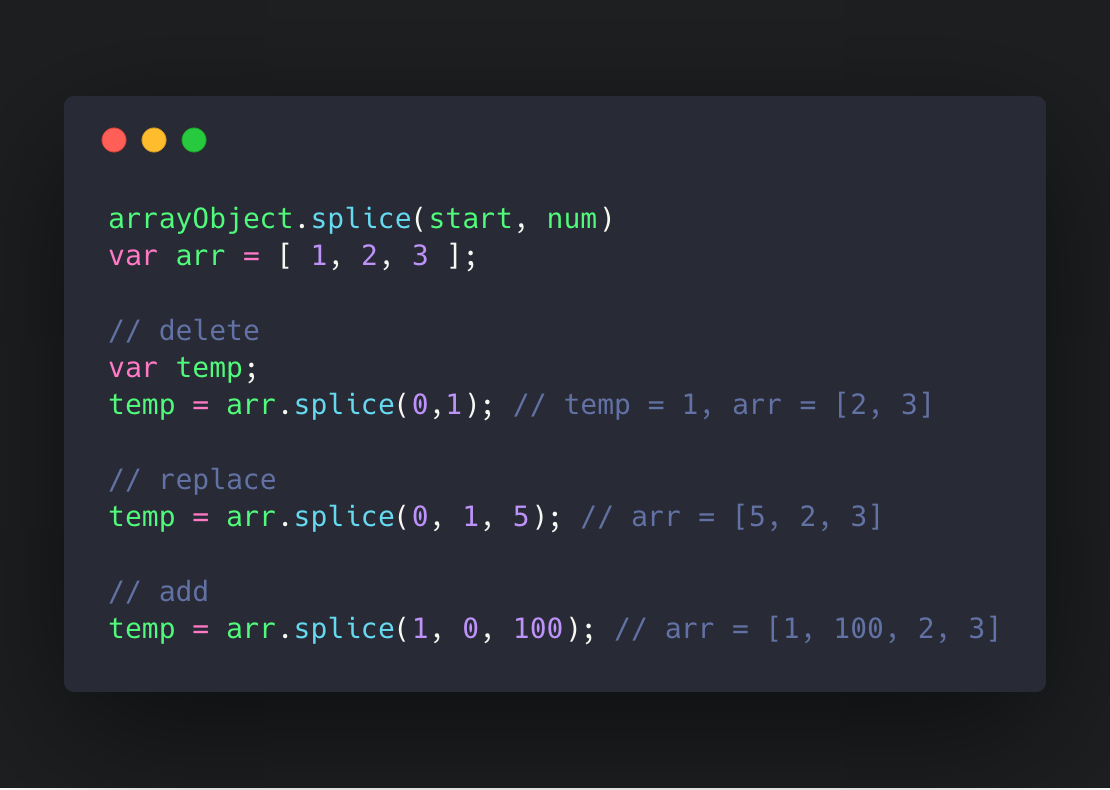 arrayObject.splice(start, num)
var arr = [ 1, 2, 3 ];
// delete
var temp;
temp = arr.splice(0,1); // temp = 1, arr = [2, 3]
// replace
temp = arr.splice(0, 1, 5); // arr = [5, 2, 3]
// add
temp = arr.splice(1, 0, 100); // arr = [1, 100, 2, 3]